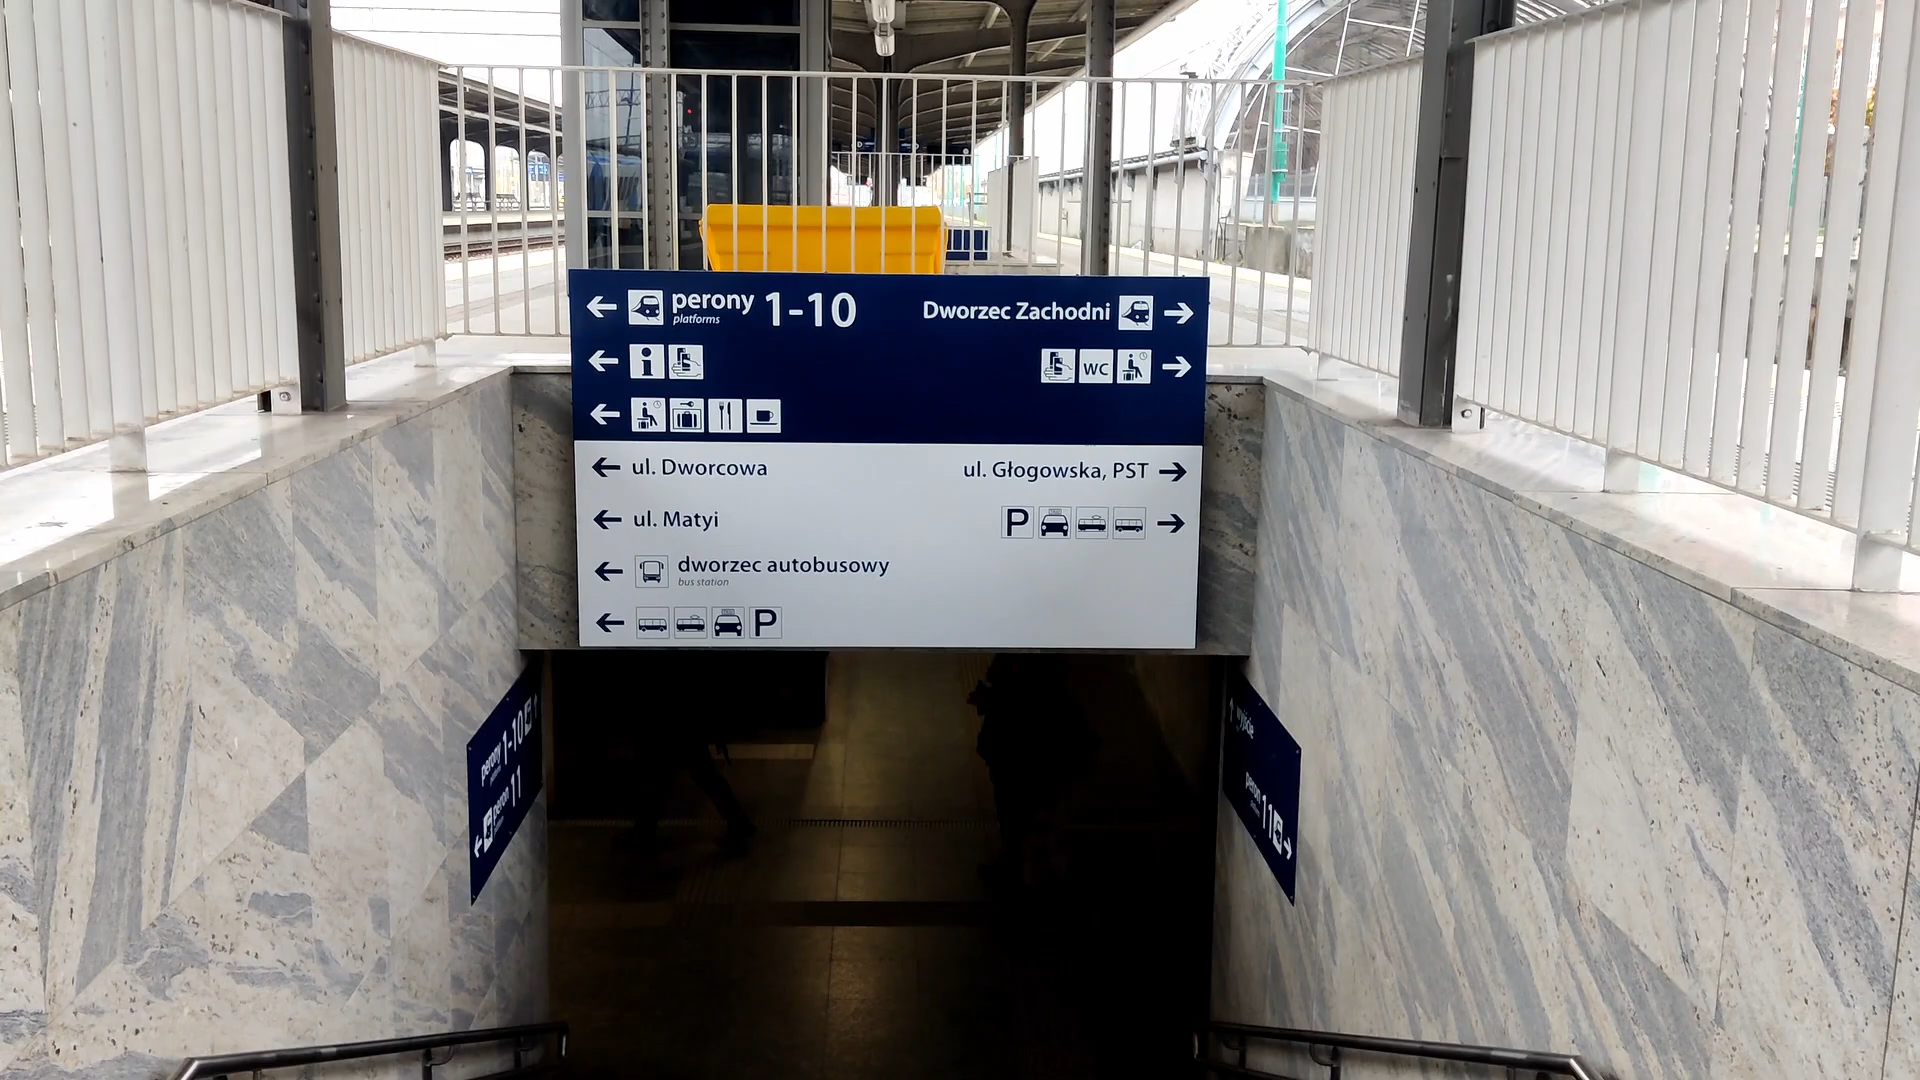 perony 1-10
platforms
Dworzec Zachodni
WC
ul. Dworcowa
ul. Głogowska, PST
ul. Matyi
P
dworzec autobusowy
bus station
P
perony 1-10
peron 11
wyjście
peron 11